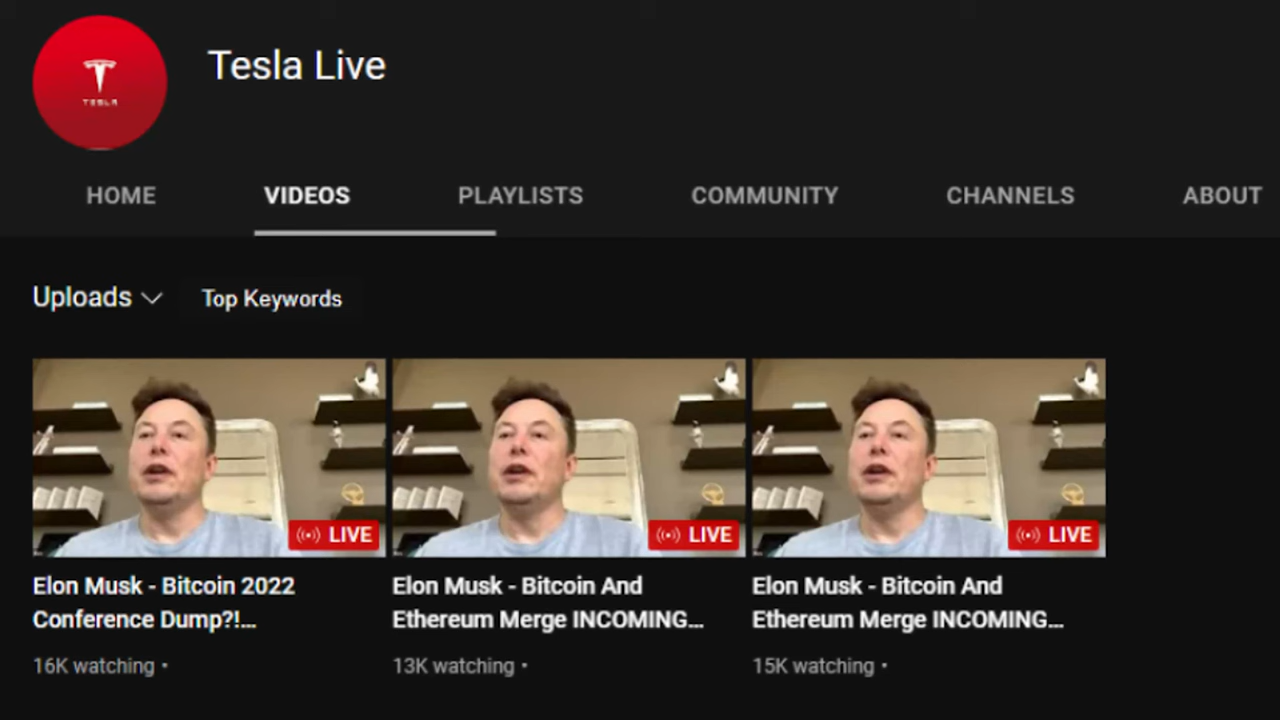 TESLA
Tesla Live
HOME VIDEOS PLAYLISTS COMMUNITY CHANNELS ABOUT
Uploads Top Keywords
LIVE LIVE LIVE
Elon Musk - Bitcoin 2022
Conference Dump?!...
16K watching •
Elon Musk - Bitcoin And
Ethereum Merge INCOMING...
13K watching •
Elon Musk - Bitcoin And
Ethereum Merge INCOMING...
15K watching •